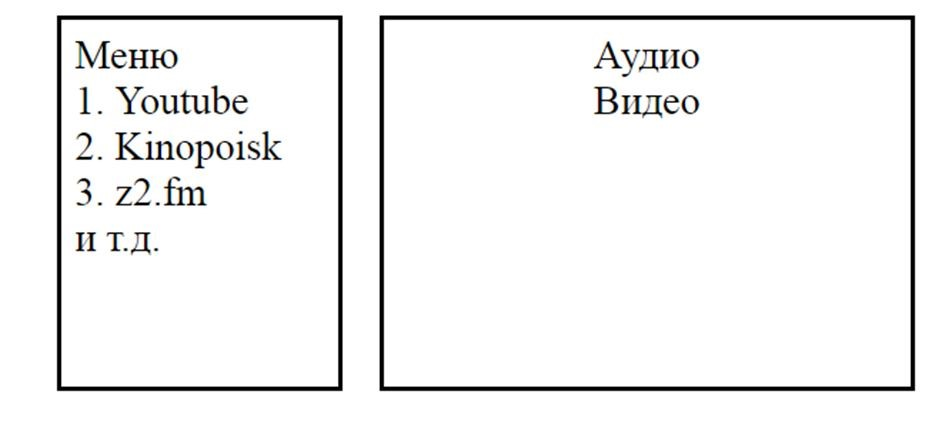 Меню
1. Youtube
2. Kinopoisk
3. z2.fm
и т.д.
Аудио
Видео